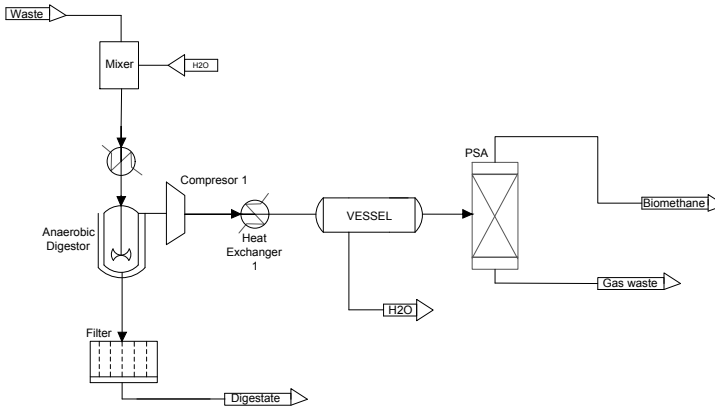 Waste
Mixer
H2O
Compresor 1
PSA
Biomethane
VESSEL
Anaerobic
Digestor
Heat
Exchanger
1
Gas waste
H2O
Filter
Digestate